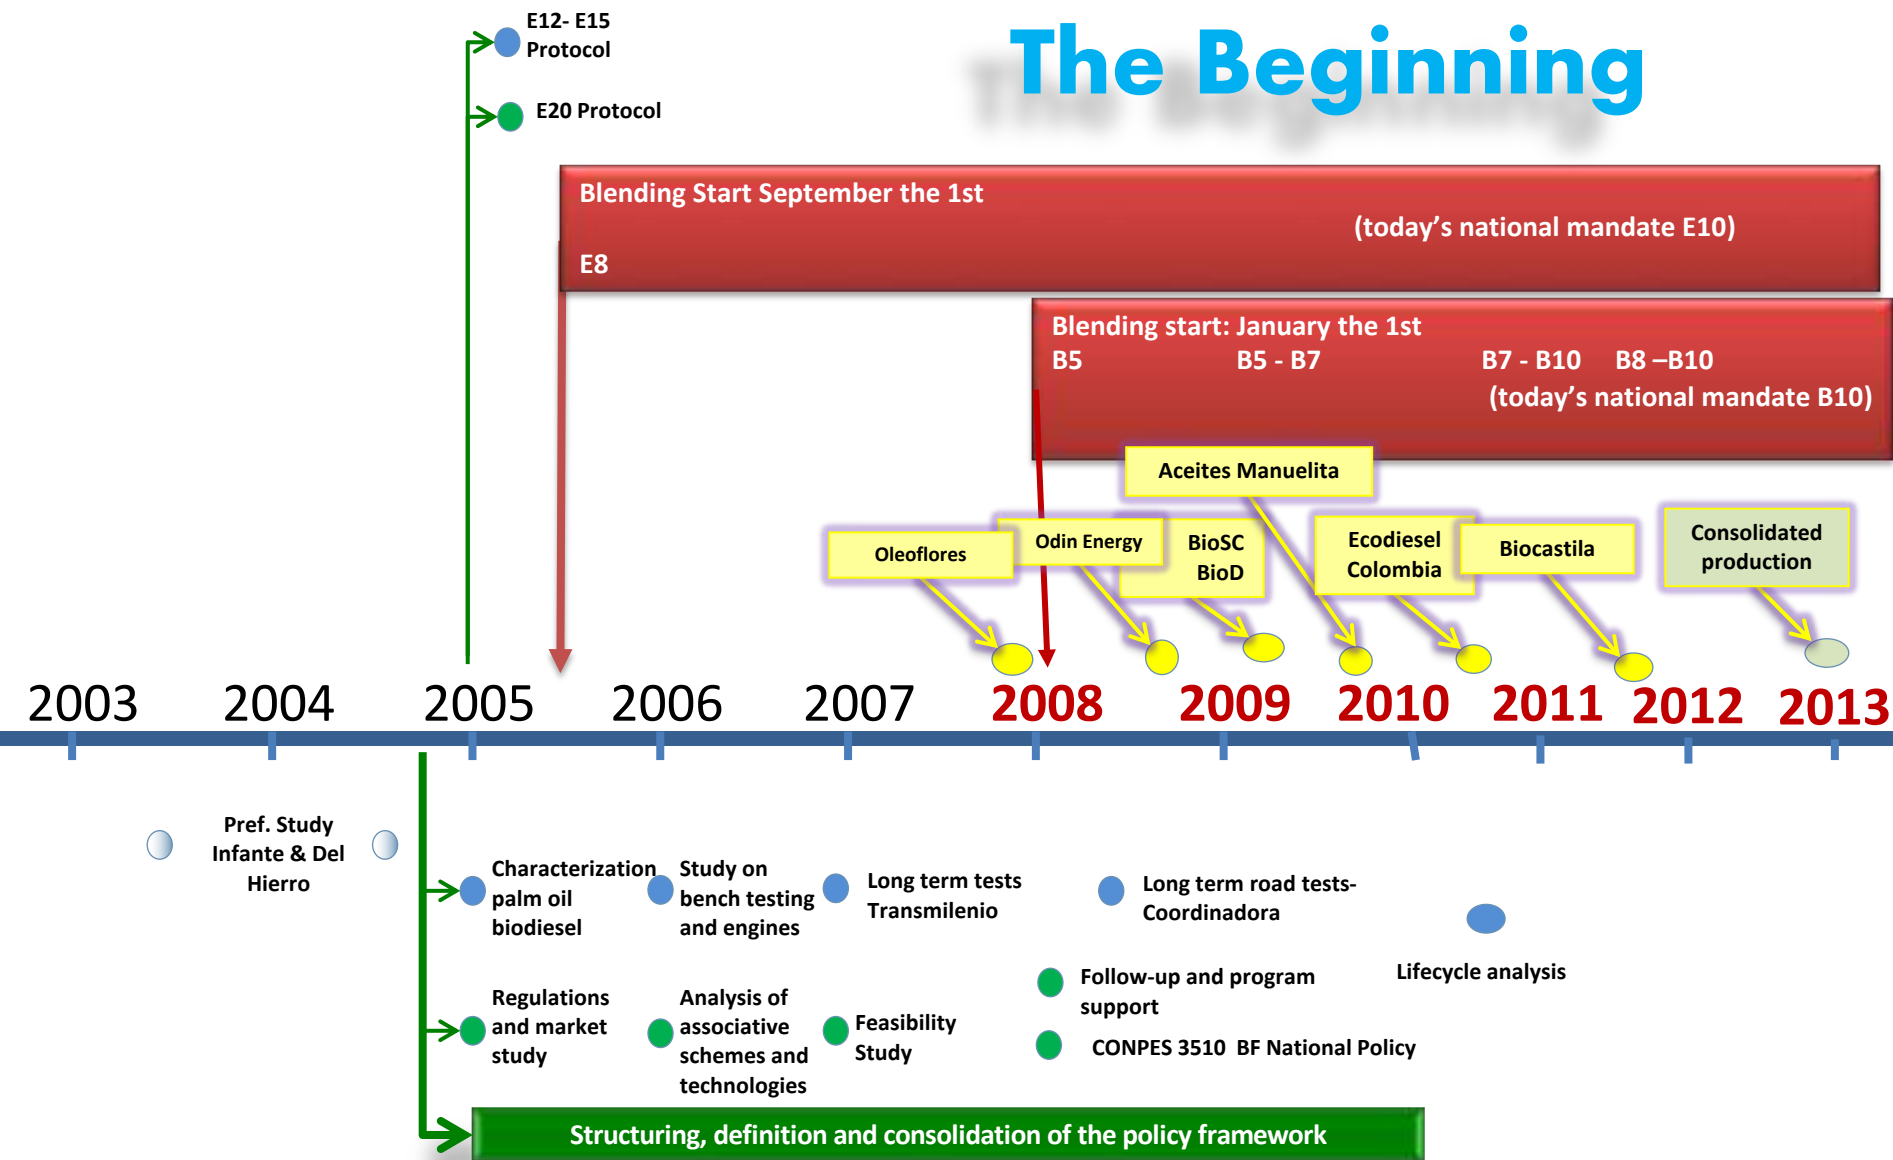 E12- E15
Protocol
The Beginning
E20 Protocol
Blending Start September the 1st
(today's national mandate E10)
E8
Blending start: January the 1st
B5 B5 - B7 B7 - B10 B8 –B10
(today's national mandate B10)
Aceites Manuelita
Oleoflores
Odin Energy
BioSC
BioD
Ecodiesel
Colombia
Biocastila
Consolidated
production
2003 2004 2005 2006 2007 2008 2009 2010 2011 2012 2013
Pref. Study
Infante & Del
Hierro
Characterization
palm oil
biodiesel
Study on
bench testing
and engines
Long term tests
Transmilenio
Long term road tests-
Coordinadora
Lifecycle analysis
Regulations
and market
study
Analysis of
associative
schemes and
technologies
Feasibility
Study
Follow-up and program
support
CONPES 3510 BF National Policy
Structuring, definition and consolidation of the policy framework